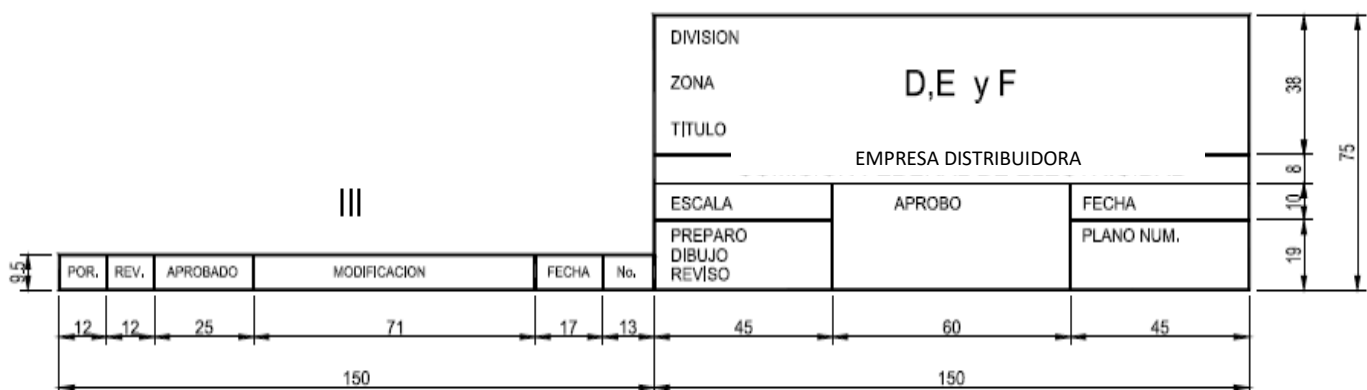 DIVISION
ZONA
D,E y F
TITULO
EMPRESA DISTRIBUIDORA
III
ESCALA APROBO FECHA
PREPARO PLANO NUM.
DIBUJO
REVISO
POR. REV. APROBADO MODIFICACION FECHA No.
38
8
10
19
75
9.5
12 12 25 71 17 13 45 60 45
150 150